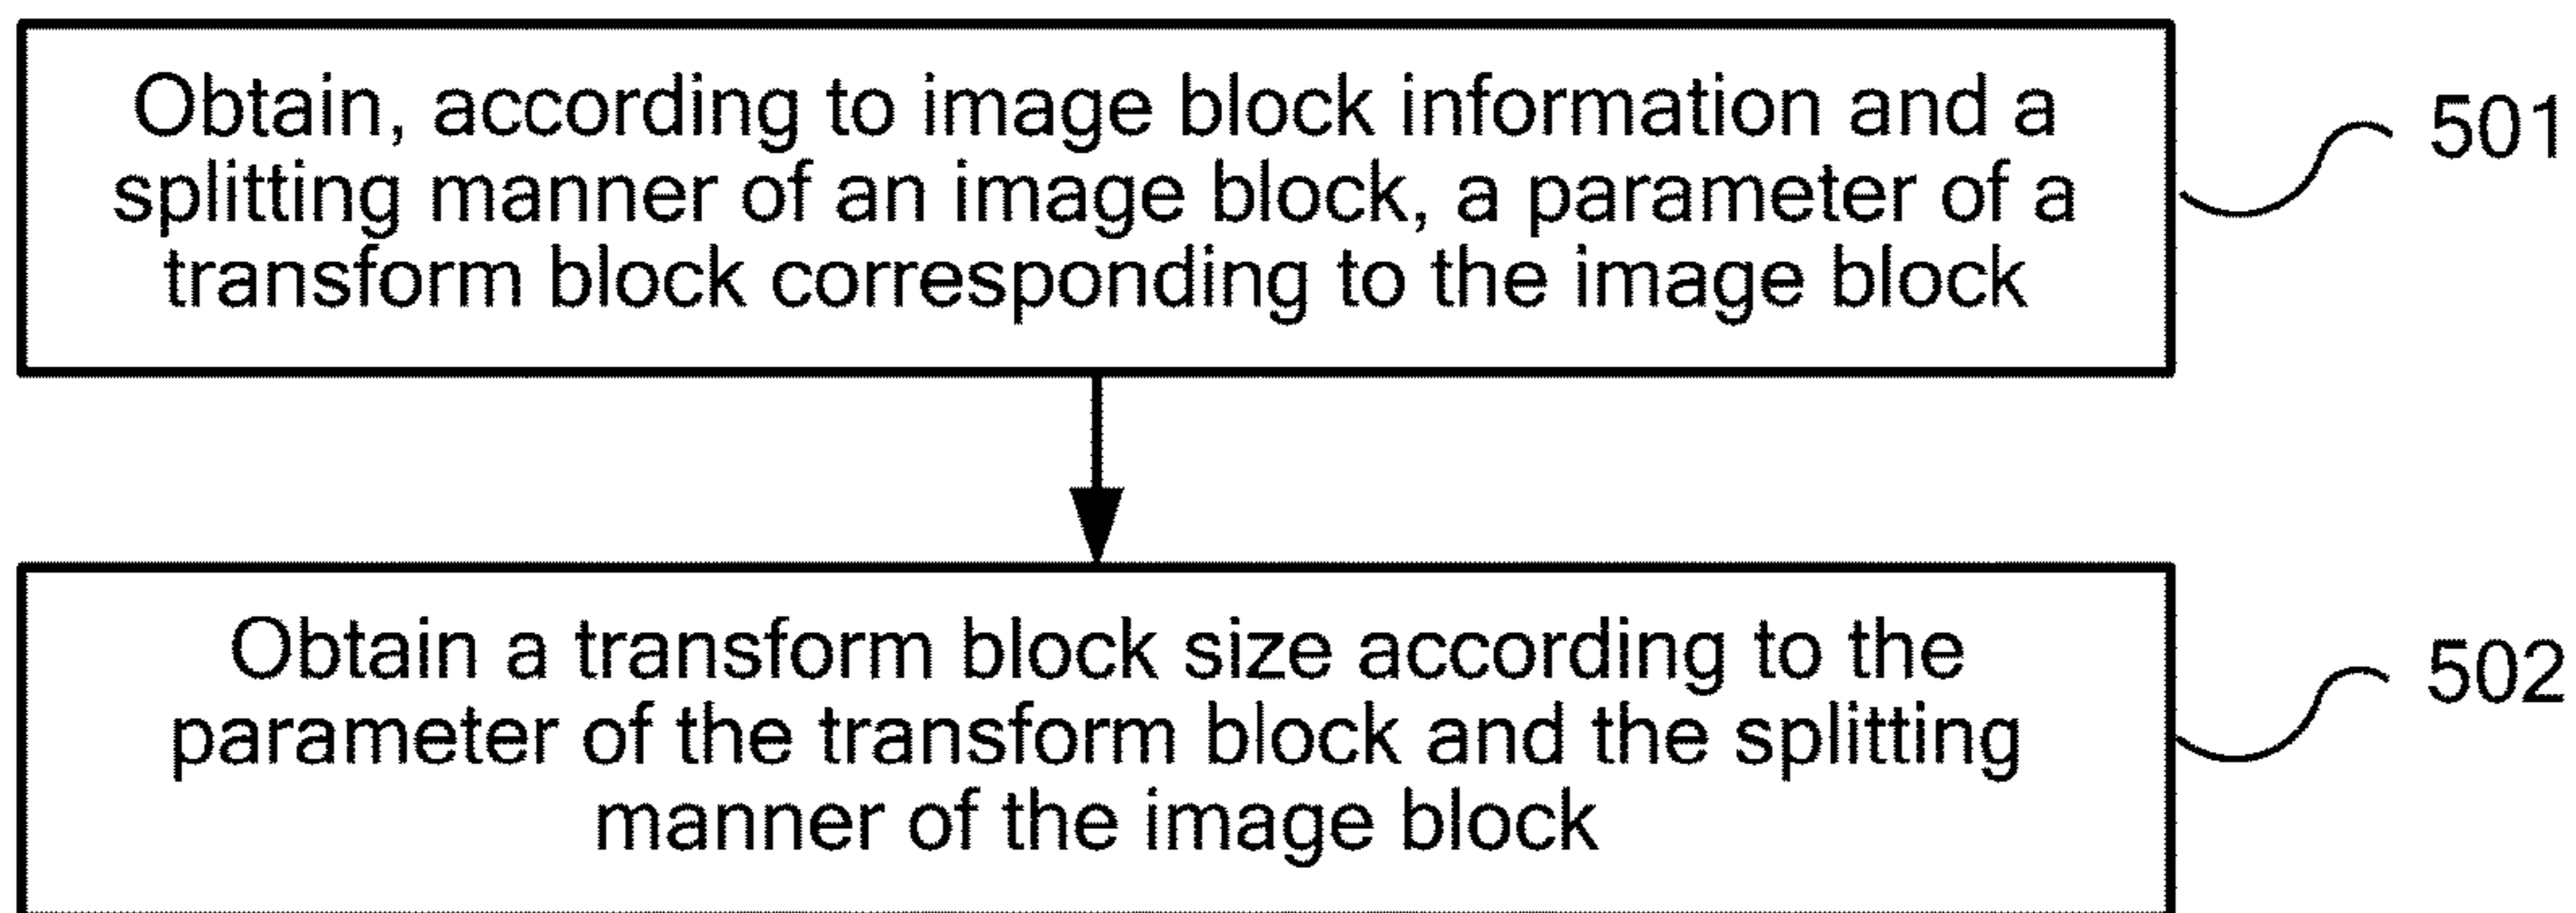 Obtain, according to image block information and a
splitting manner of an image block, a parameter of a
transform block corresponding to the image block
501
Obtain a transform block size according to the
parameter of the transform block and the splitting
manner of the image block
502